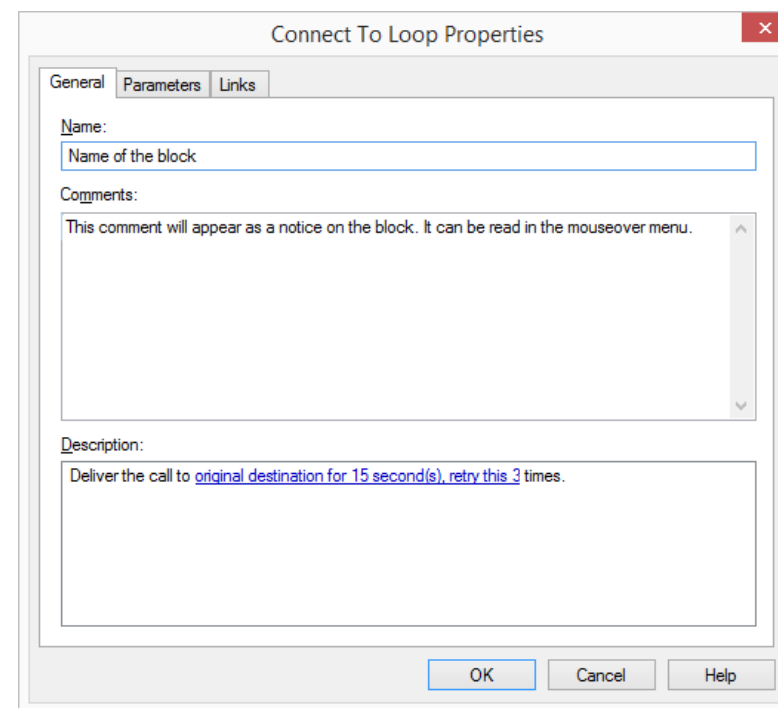 Connect To Loop Properties
General Parameters Links
Name:
Name of the block
Comments:
This comment will appear as a notice on the block. It can be read in the mouseover menu.
Description:
Deliver the call to original destination for 15 second(s), retry this 3 times.
OK Cancel Help